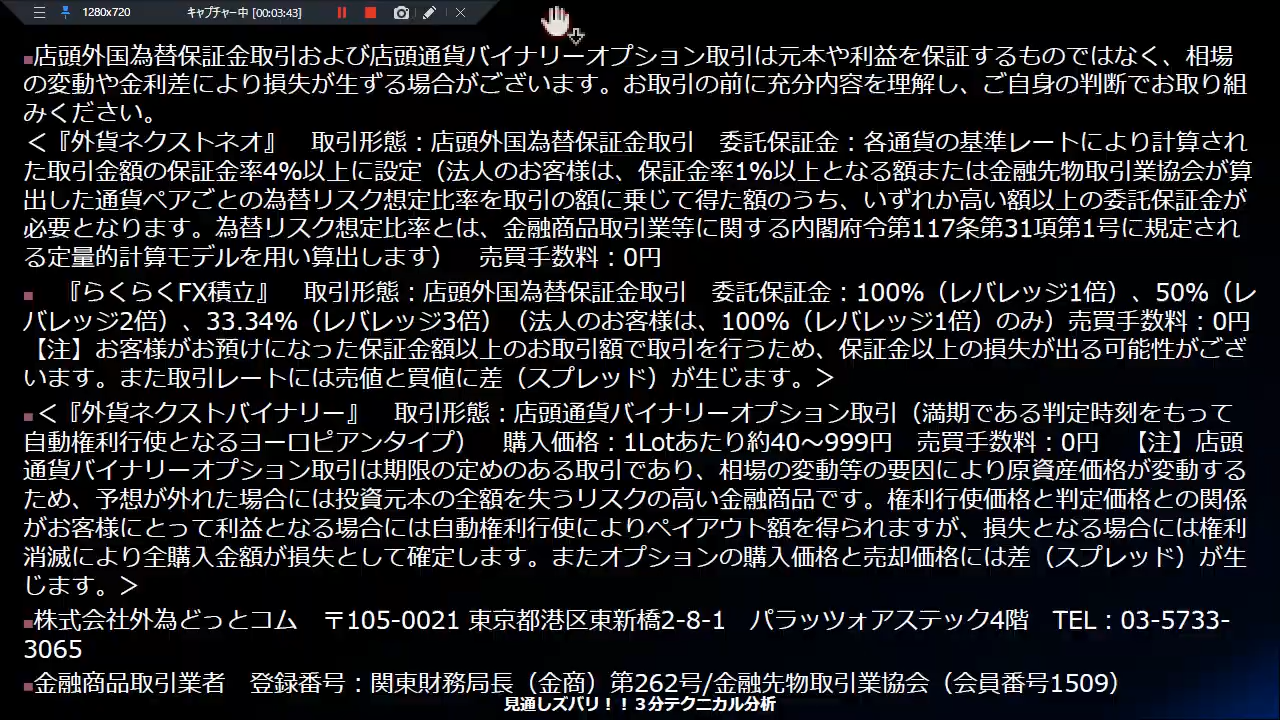 1280x720 キャプチャー中 [00:03:43]
■店頭外国為替保証金取引および店頭通貨バイナリーオプション取引は元本や利益を保証するものではなく、相場
の変動や金利差により損失が生ずる場合がございます。お取引の前に充分内容を理解し、ご自身の判断でお取り組
みください。
＜『外貨ネクストネオ』　取引形態：店頭外国為替保証金取引　委託保証金：各通貨の基準レートにより計算され
た取引金額の保証金率4%以上に設定（法人のお客様は、保証金率1%以上となる額または金融先物取引業協会が算
出した通貨ペアごとの為替リスク想定比率を取引の額に乗じて得た額のうち、いずれか高い額以上の委託保証金が
必要となります。為替リスク想定比率とは、金融商品取引業等に関する内閣府令第117条第31項第1号に規定され
る定量的計算モデルを用い算出します）　売買手数料：0円
■　『らくらくFX積立』　取引形態：店頭外国為替保証金取引　委託保証金：100%（レバレッジ1倍）、50%（レ
バレッジ2倍）、33.34%（レバレッジ3倍）（法人のお客様は、100%（レバレッジ1倍）のみ）売買手数料：0円
【注】お客様がお預けになった保証金額以上のお取引額で取引を行うため、保証金以上の損失が出る可能性がござ
います。また取引レートには売値と買値に差（スプレッド）が生じます。＞
■＜『外貨ネクストバイナリー』　取引形態：店頭通貨バイナリーオプション取引（満期である判定時刻をもって
自動権利行使となるヨーロピアンタイプ）　購入価格：1Lotあたり約40～999円　売買手数料：0円　【注】店頭
通貨バイナリーオプション取引は期限の定めのある取引であり、相場の変動等の要因により原資産価格が変動する
ため、予想が外れた場合には投資元本の全額を失うリスクの高い金融商品です。権利行使価格と判定価格との関係
がお客様にとって利益となる場合には自動権利行使によりペイアウト額を得られますが、損失となる場合には権利
消滅により全購入金額が損失として確定します。またオプションの購入価格と売却価格には差（スプレッド）が生
じます。＞
■株式会社外為どっとコム　〒105-0021 東京都港区東新橋2-8-1　パラッツォアステック4階　TEL：03-5733-
3065
■金融商品取引業者　登録番号：関東財務局長（金商）第262号/金融先物取引業協会（会員番号1509）
見通しズバリ！！３分テクニカル分析